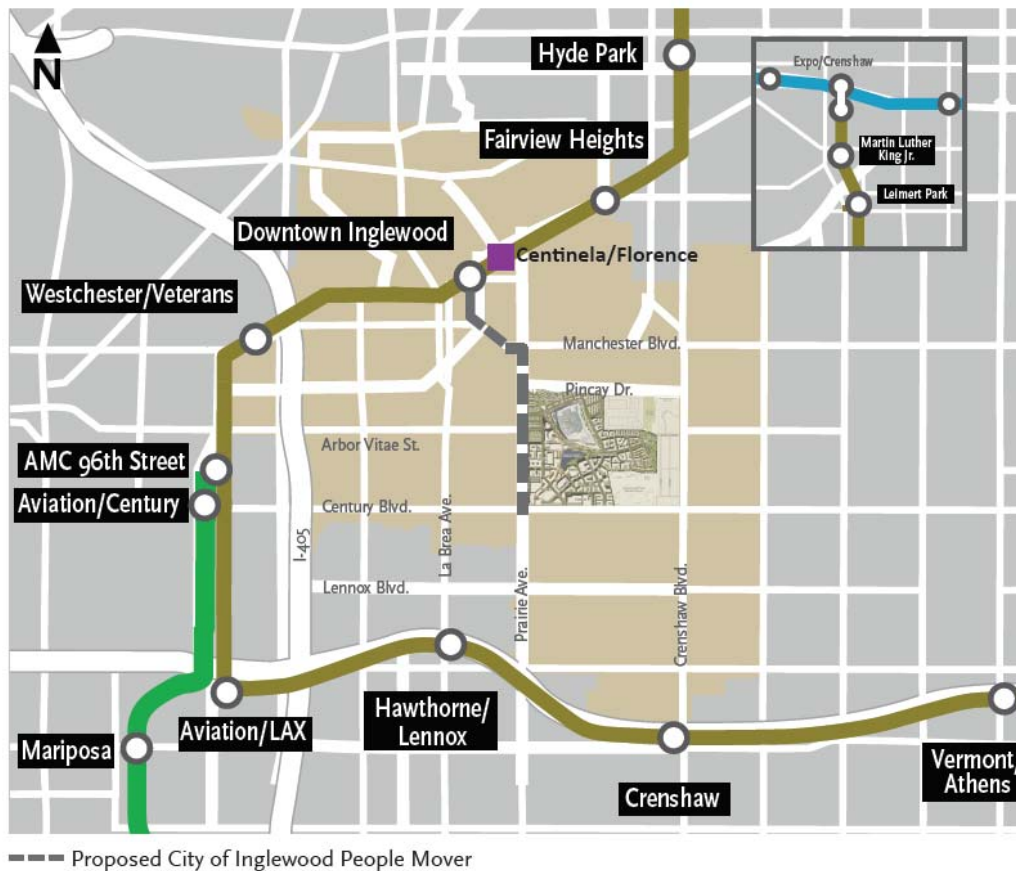 N
Hyde Park
Fairview Heights
Expo/Crenshaw
Martin Luther
King Jr.
Leimert Park
Downtown Inglewood
Centinela/Florence
Westchester/Veterans
Manchester Blvd.
Pincay Dr.
Arbor Vitae St.
AMC 96th Street
Aviation/Century
Century Blvd.
I-405
La Brea Ave.
Lennox Blvd.
Prairie Ave.
Crenshaw Blvd.
Hawthorne/
Lennox
Aviation/LAX
Mariposa
Crenshaw
Vermont/
Athens
Proposed City of Inglewood People Mover